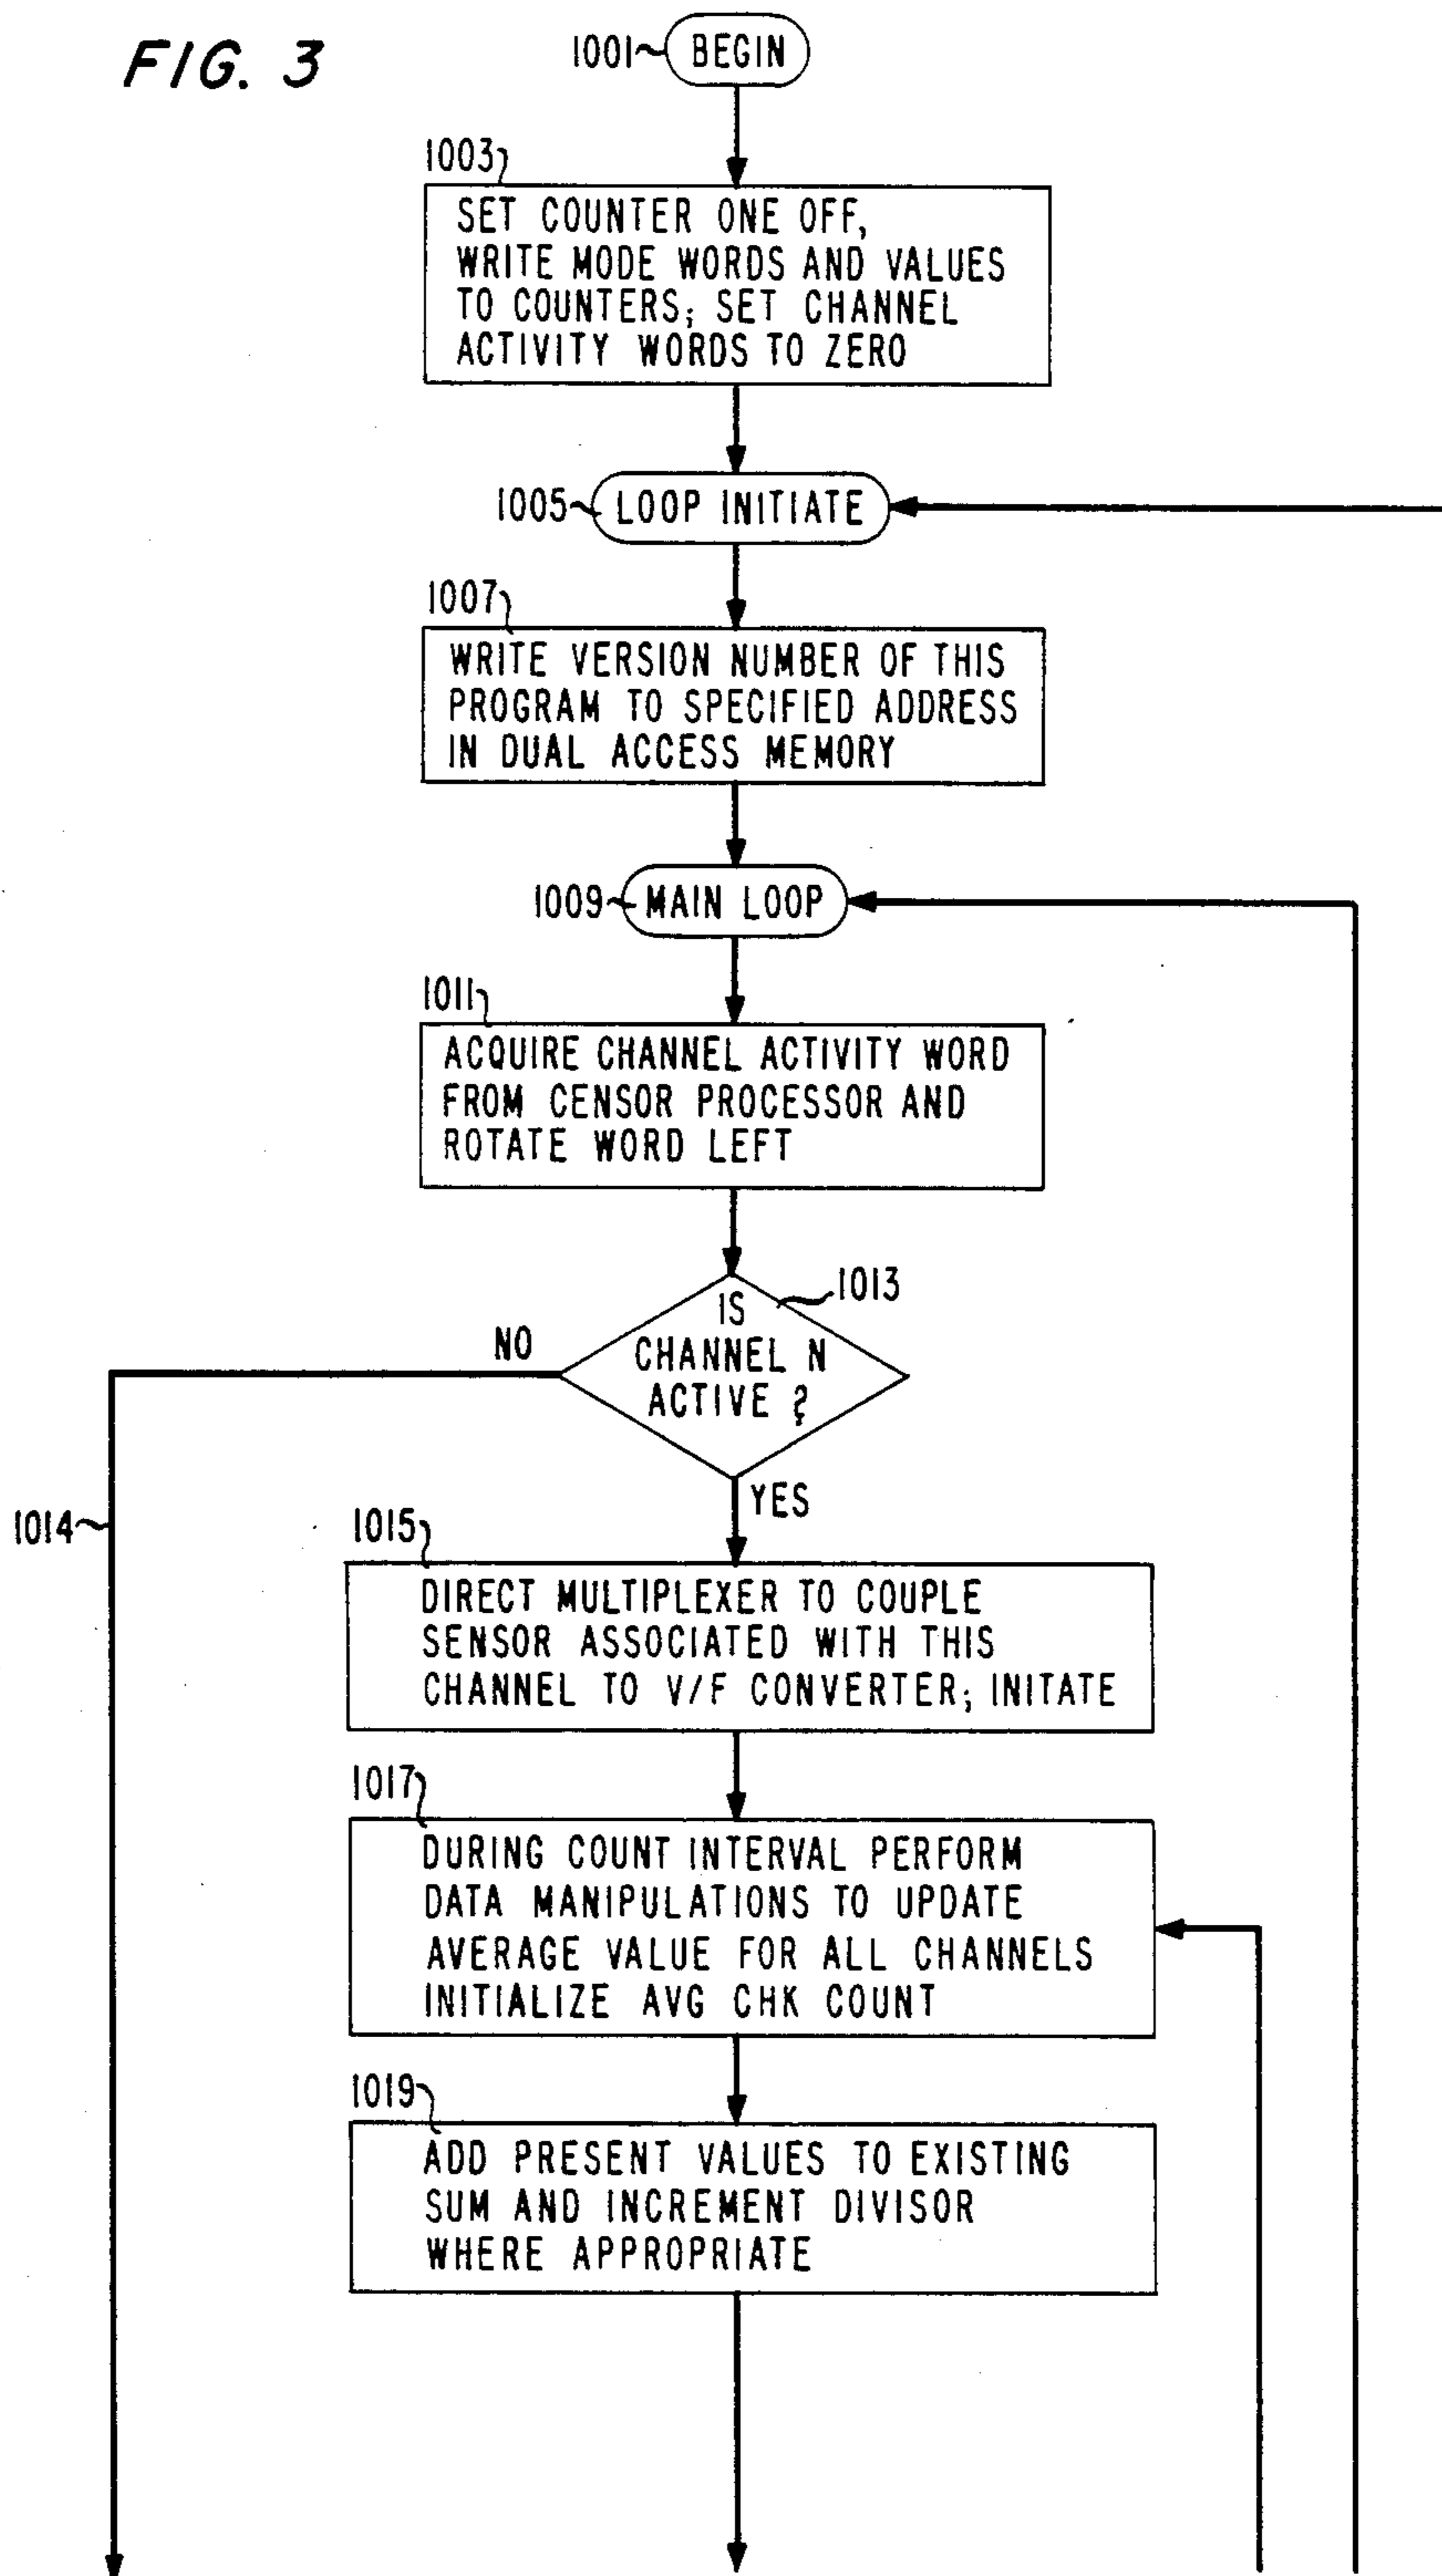 FIG. 3
1001
BEGIN
1003
SET COUNTER ONE OFF,
WRITE MODE WORDS AND VALUES
TO COUNTERS; SET CHANNEL
ACTIVITY WORDS TO ZERO
1005
LOOP INITIATE
1007
WRITE VERSION NUMBER OF THIS
PROGRAM TO SPECIFIED ADDRESS
IN DUAL ACCESS MEMORY
1009
MAIN LOOP
1011
ACQUIRE CHANNEL ACTIVITY WORD
FROM CENSOR PROCESSOR AND
ROTATE WORD LEFT
1013
IS
CHANNEL N
ACTIVE ?
NO
YES
1014
1015
DIRECT MULTIPLEXER TO COUPLE
SENSOR ASSOCIATED WITH THIS
CHANNEL TO V/F CONVERTER; INITATE
1017
DURING COUNT INTERVAL PERFORM
DATA MANIPULATIONS TO UPDATE
AVERAGE VALUE FOR ALL CHANNELS
INITIALIZE AVG CHK COUNT
1019
ADD PRESENT VALUES TO EXISTING
SUM AND INCREMENT DIVISOR
WHERE APPROPRIATE